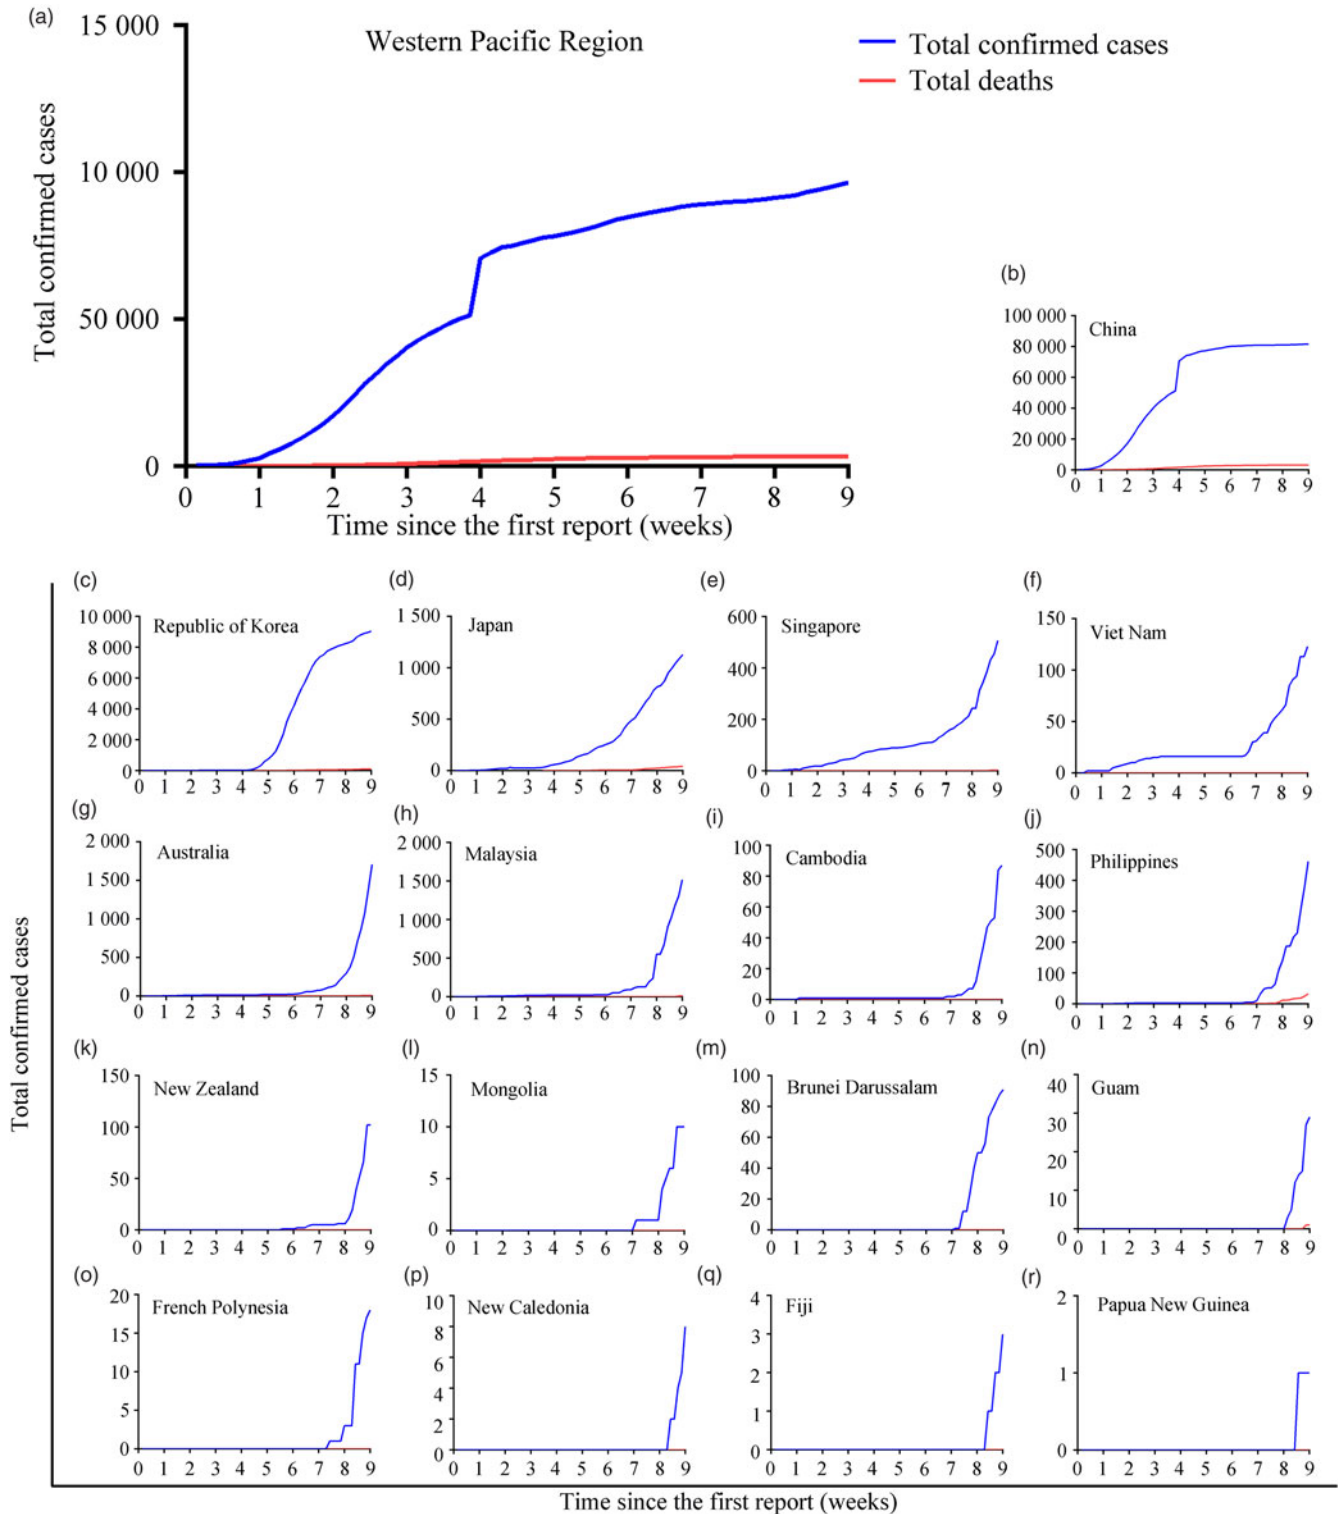 (a)
Western Pacific Region
Total confirmed cases
Total deaths
Total confirmed cases
15 000
10 000
50 000
0
0 1 2 3 4 5 6 7 8 9
Time since the first report (weeks)
(b)
China
100 000
80 000
60 000
40 000
20 000
0
0 1 2 3 4 5 6 7 8 9
Total confirmed cases
(c)
Republic of Korea
10 000
8 000
6 000
4 000
2 000
0
0 1 2 3 4 5 6 7 8 9
(d)
Japan
1 500
1 000
500
0
0 1 2 3 4 5 6 7 8 9
(e)
Singapore
600
400
200
0
0 1 2 3 4 5 6 7 8 9
(f)
Viet Nam
150
100
50
0
0 1 2 3 4 5 6 7 8 9
(g)
Australia
2 000
1 500
1 000
500
0
0 1 2 3 4 5 6 7 8 9
(h)
Malaysia
2 000
1 500
1 000
500
0
0 1 2 3 4 5 6 7 8 9
(i)
Cambodia
100
80
60
40
20
0
0 1 2 3 4 5 6 7 8 9
(j)
Philippines
500
400
300
200
100
0
0 1 2 3 4 5 6 7 8 9
(k)
New Zealand
150
100
50
0
0 1 2 3 4 5 6 7 8 9
(l)
Mongolia
15
10
5
0
0 1 2 3 4 5 6 7 8 9
(m)
Brunei Darussalam
100
80
60
40
20
0
0 1 2 3 4 5 6 7 8 9
(n)
Guam
40
30
20
10
0
0 1 2 3 4 5 6 7 8 9
(o)
French Polynesia
20
15
10
5
0
0 1 2 3 4 5 6 7 8 9
(p)
New Caledonia
10
8
6
4
2
0
0 1 2 3 4 5 6 7 8 9
(q)
Fiji
4
3
2
1
0
0 1 2 3 4 5 6 7 8 9
(r)
Papua New Guinea
2
1
0
0 1 2 3 4 5 6 7 8 9
Time since the first report (weeks)